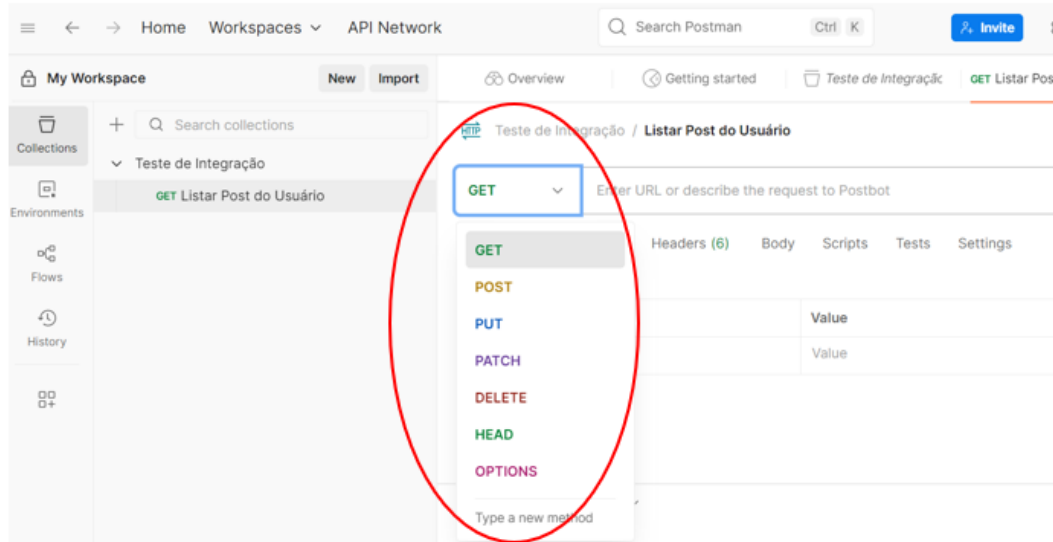 Home Workspaces API Network Search Postman Ctrl K Invite
My Workspace New Import Overview Getting started Teste de Integraçãc GET Listar Pos
Collections
Search collections
HTTP Teste de Integração / Listar Post do Usuário
Teste de Integração
GET Listar Post do Usuário
GET Enter URL or describe the request to Postbot
Environments
Headers (6) Body Scripts Tests Settings
GET
Flows
POST
Value
PUT
History
Value
PATCH
DELETE
HEAD
OPTIONS
Type a new method